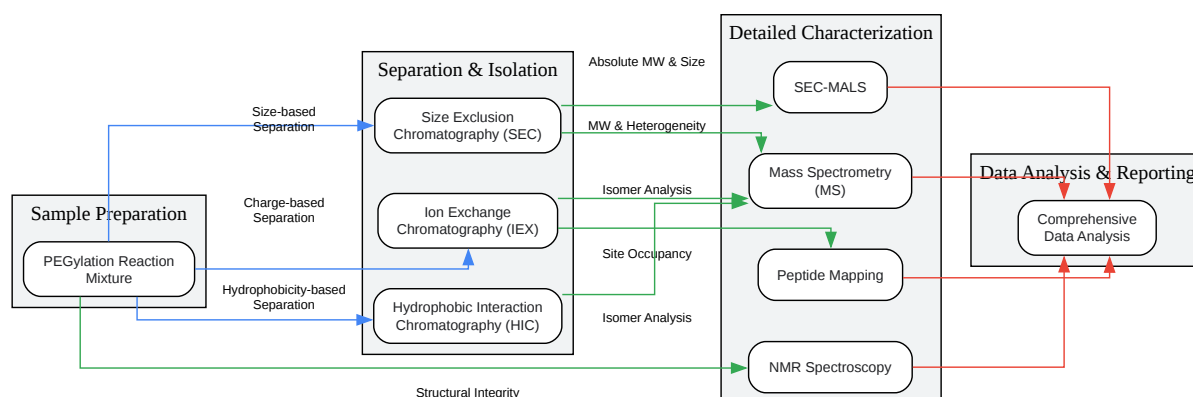 Sample Preparation
PEGylation Reaction
Mixture
Size-based
Separation
Charge-based
Separation
Hydrophobicity-based
Separation
Separation & Isolation
Size Exclusion
Chromatography (SEC)
Ion Exchange
Chromatography (IEX)
Hydrophobic Interaction
Chromatography (HIC)
Absolute MW & Size
MW & Heterogeneity
Isomer Analysis
Site Occupancy
Isomer Analysis
Structural Integrity
Detailed Characterization
SEC-MALS
Mass Spectrometry
(MS)
Peptide Mapping
NMR Spectroscopy
Data Analysis & Reporting
Comprehensive
Data Analysis